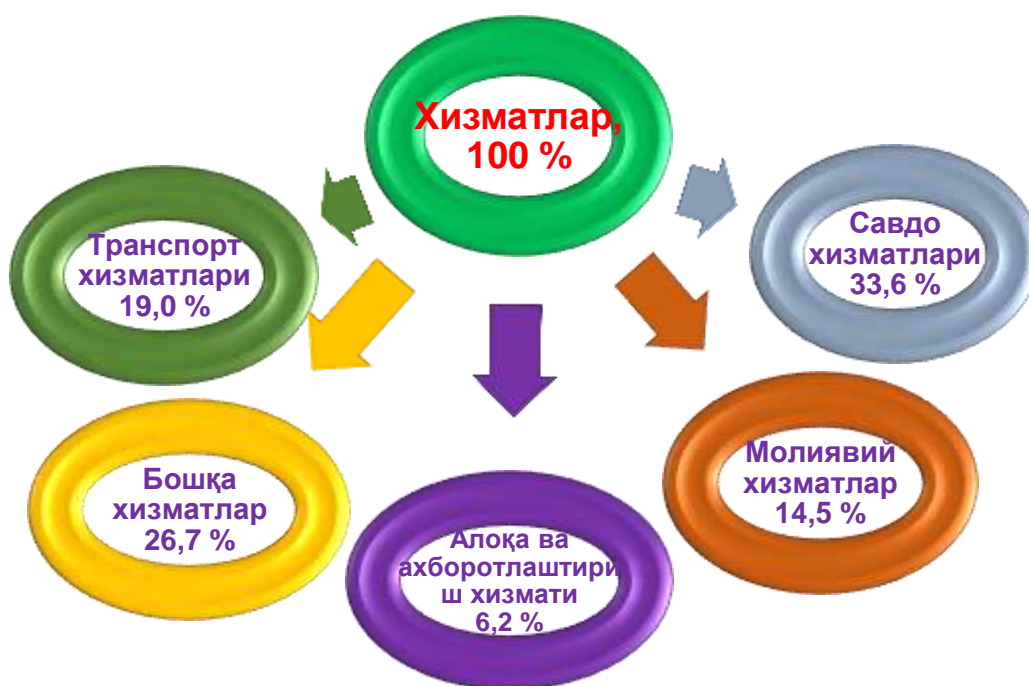 Хизматлар,
100 %
Транспорт
хизматлари
19,0 %
Савдо
хизматлари
33,6 %
Бошқа
хизматлар
26,7 %
Алоқа ва
ахборотлаштири
ш хизмати
6,2 %
Молиявий
хизматлар
14,5 %